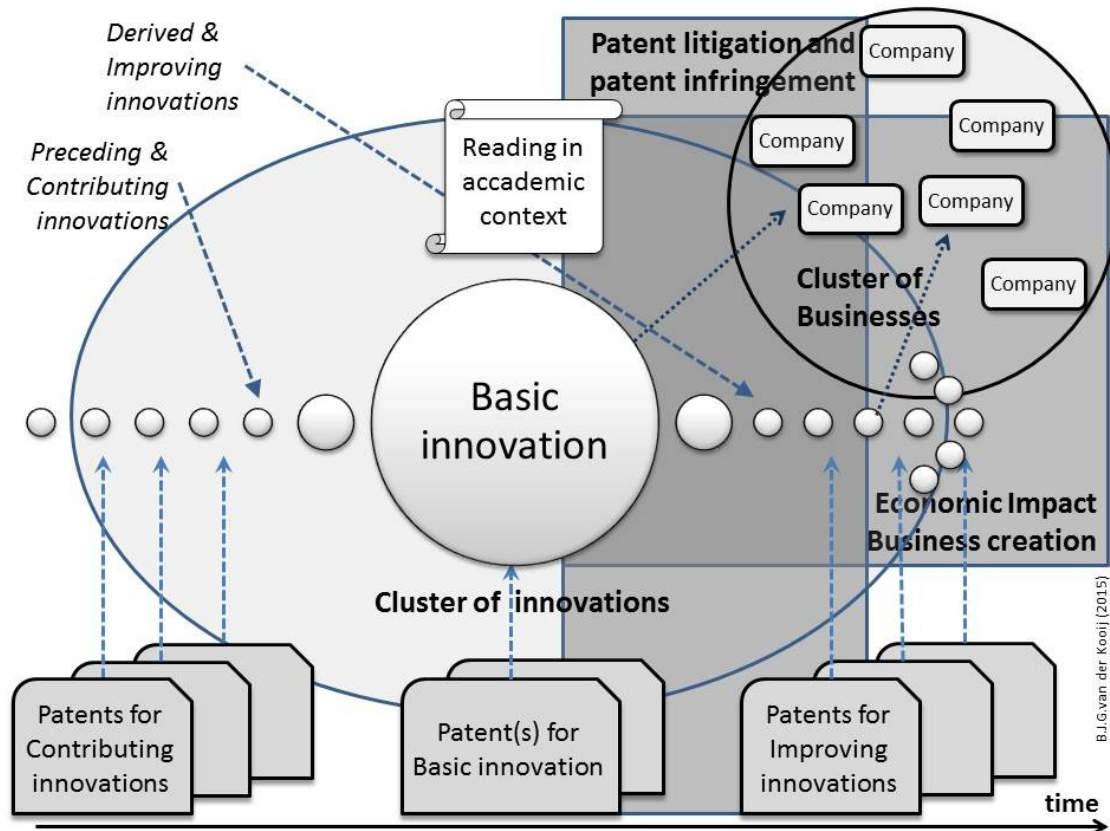 Derived &
Improving
innovations
Preceding &
Contributing
innovations
Reading in
accademic
context
Patent litigation and
patent infringement
Company
Company
Company
Company
Company
Company
Cluster of
Businesses
Basic
innovation
Economic Impact
Business creation
Cluster of innovations
Patents for
Contributing
innovations
Patent(s) for
Basic innovation
Patents for
Improving
innovations
B.J.G.van der Kooij (2015)
time